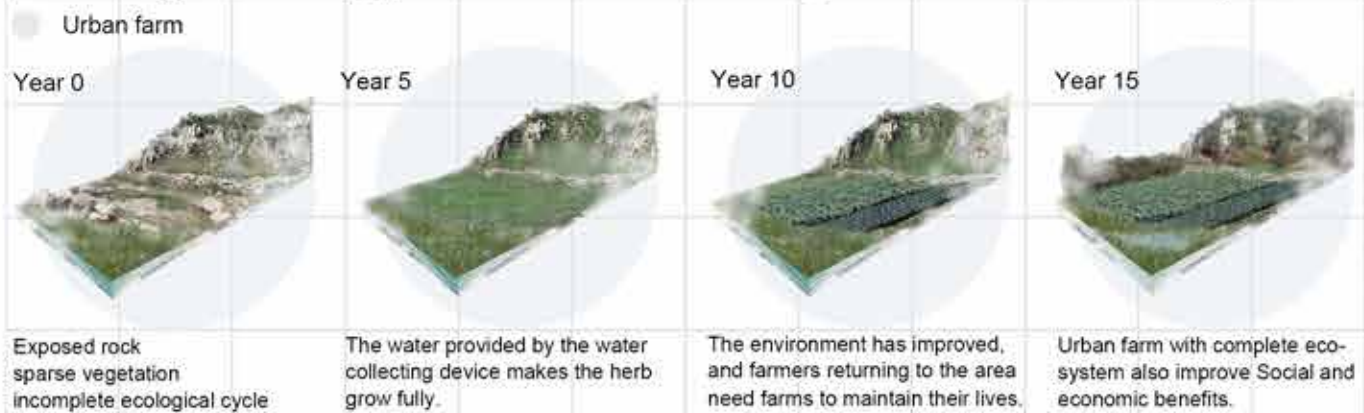 Urban farm
Year 0
Year 5
Year 10
Year 15
Exposed rock
sparse vegetation
incomplete ecological cycle
The water provided by the water
collecting device makes the herb
grow fully.
The environment has improved,
and farmers returning to the area
need farms to maintain their lives.
Urban farm with complete eco-
system also improve Social and
economic benefits.